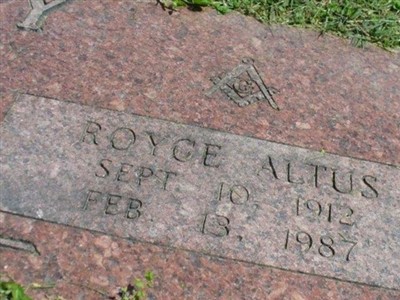 ROYCE ALTUS
SEPT 10, 1912
FEB 13, 1987